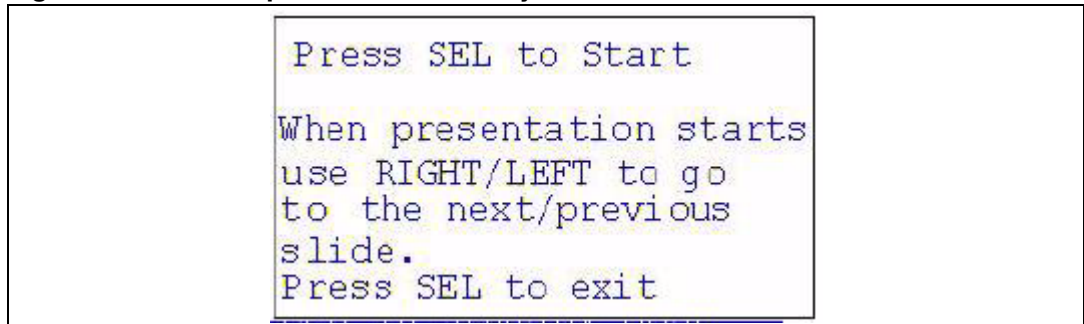 Press SEL to Start
When presentation starts
use RIGHT/LEFT to go
to the next/previous
slide.
Press SEL to exit